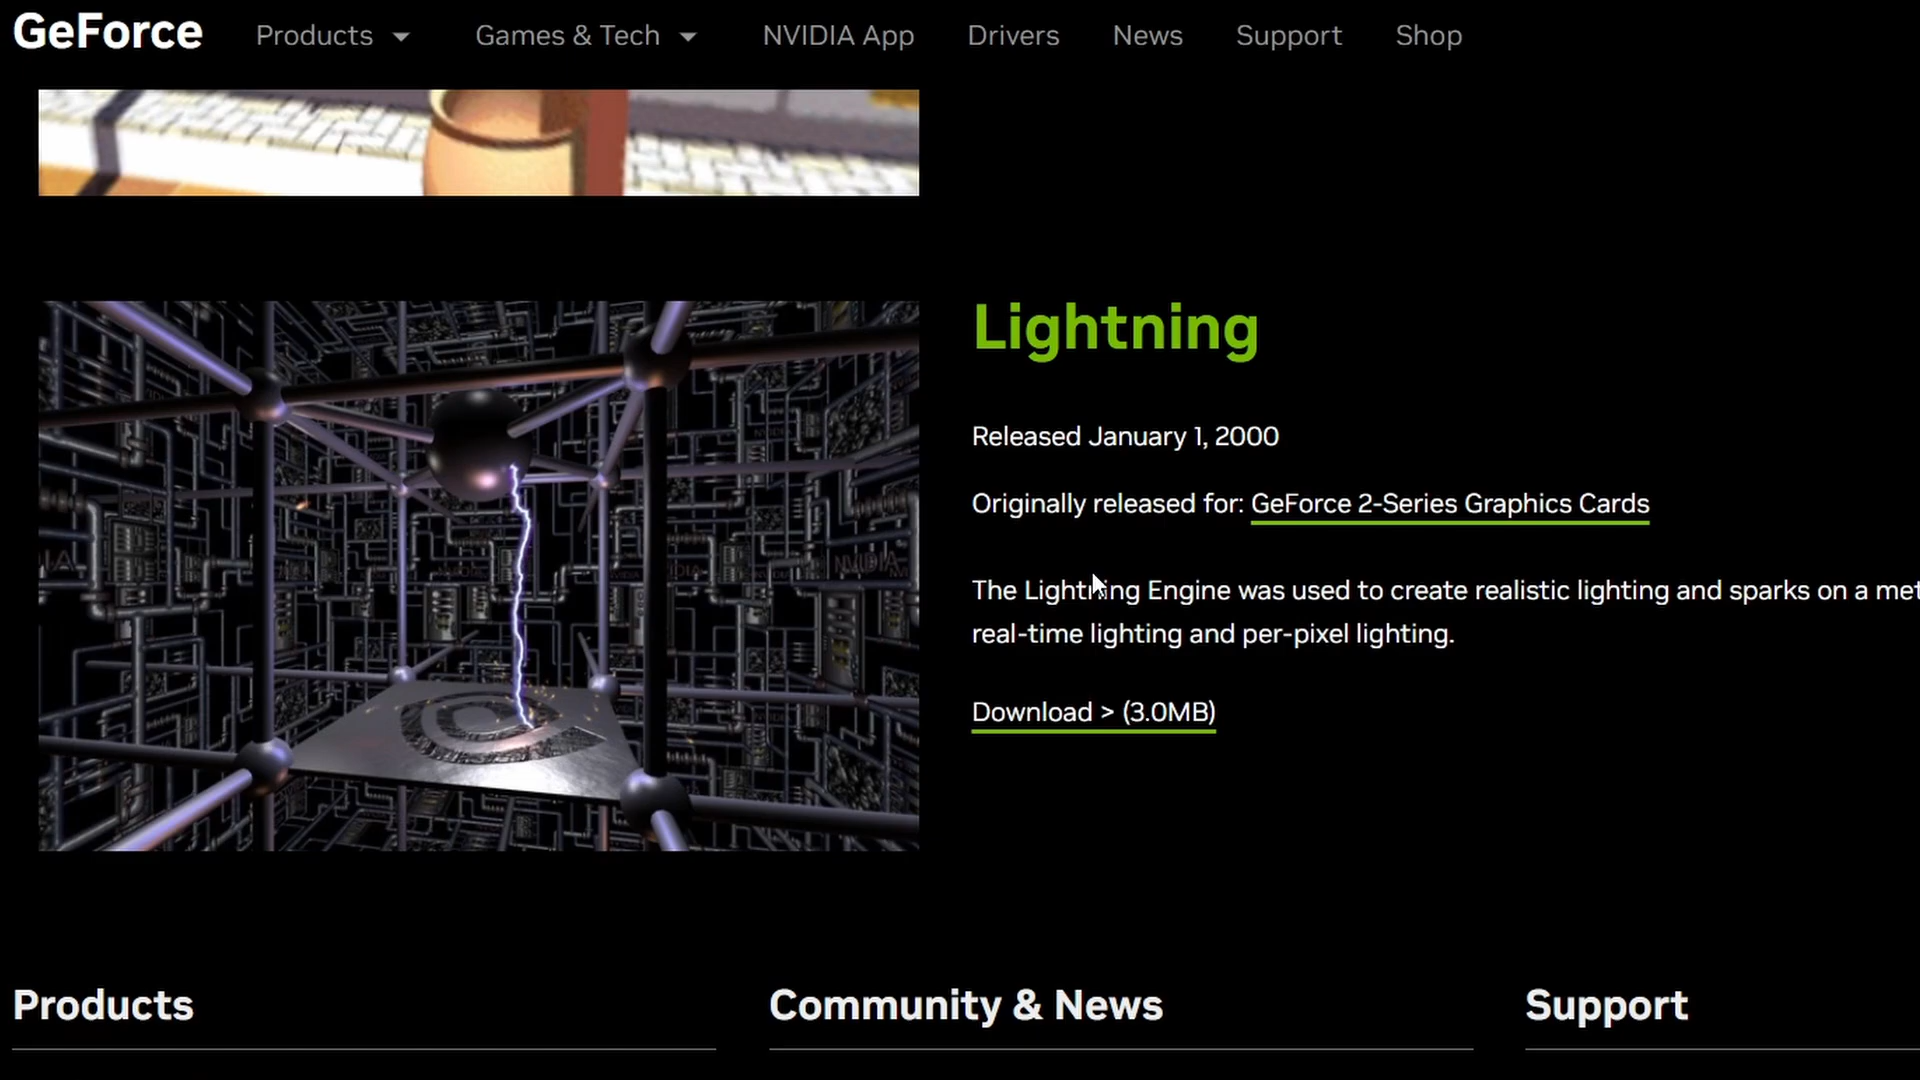 GeForce Products Games & Tech NVIDIA App Drivers News Support Shop
Lightning
Released January 1, 2000
Originally released for: GeForce 2-Series Graphics Cards
NVIDIA
The Lightning Engine was used to create realistic lighting and sparks on a met
real-time lighting and per-pixel lighting.
Download > (3.0MB)
Products Community & News Support